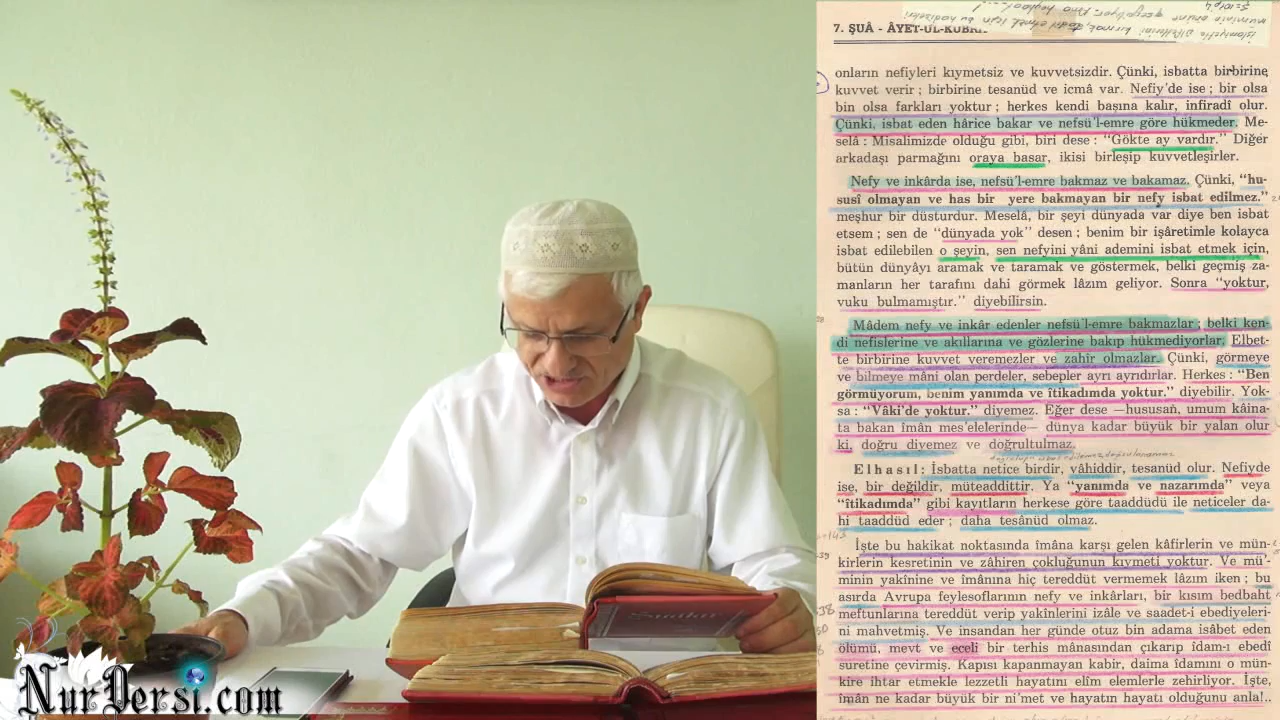 7. ŞUÂ - ÂYET-ÜL-KÜBRÂ
onların nefiyleri kıymetsiz ve kuvvetsizdir. Çünki, isbatta birbirine
kuvvet verir ; birbirine tesanüd ve icmâ var. Nefiy'de ise ; bir olsa
bin olsa farkları yoktur ; herkes kendi başına kalır, infiradî olur.
Çünki, isbat eden hârice bakar ve nefsü'l-emre göre hükmeder. Me-
selâ : Misalimizde olduğu gibi, biri dese : "Gökte ay vardır." Diğer
arkadaşı parmağını oraya basar, ikisi birleşip kuvvetleşirler.
Nefy ve inkârda ise, nefsü'l-emre bakmaz ve bakamaz. Çünki, "hu-
susî olmayan ve has bir yere bakmayan bir nefy isbat edilmez."
meşhur bir düsturdur. Meselâ, bir şeyi dünyada var diye ben isbat
etsem ; sen de "dünyada yok" desen ; benim bir işâretimle kolayca
isbat edilebilen o şeyin, sen nefyini yâni ademini isbat etmek için,
bütün dünyâyı aramak ve taramak ve göstermek, belki geçmiş za-
manların her tarafını dahi görmek lâzım geliyor. Sonra "yoktur,
vuku bulmamıştır." diyebilirsin.
Mâdem nefy ve inkâr edenler nefsü'l-emre bakmazlar ; belki ken-
di nefislerine ve akıllarına ve gözlerine bakıp hükmediyorlar. Elbet-
te birbirine kuvvet veremezler ve zahîr olmazlar. Çünki, görmeye
ve bilmeye mâni olan perdeler, sebepler ayrı ayrıdırlar. Herkes : "Ben
görmüyorum, benim yanımda ve îtikadımda yoktur." diyebilir. Yok-
sa : "Vâki'de yoktur." diyemez. Eğer dese —hususan, umum kâina-
ta bakan îmân mes'elelerinde— dünya kadar büyük bir yalan olur
ki, doğru diyemez ve doğrultulmaz.
Elhasıl : İsbatta netice birdir, vâhiddir, tesanüd olur. Nefiyde
ise, bir değildir, müteaddittir. Ya "yanımda ve nazarımda" veya
"îtikadımda" gibi kayıtların herkese göre taaddüdü ile neticeler da-
hi taaddüd eder ; daha tesânüd olmaz.
İşte bu hakikat noktasında îmâna karşı gelen kâfirlerin ve mün-
kirlerin kesretinin ve zâhiren çokluğunun kıymeti yoktur. Ve mü'-
minin yakînine ve îmânına hiç tereddüt vermemek lâzım iken ; bu
asırda Avrupa feylesoflarının nefy ve inkârları, bir kısım bedbaht
meftunlarına tereddüt verip yakînlerini izâle ve saadet-i ebediyeleri-
ni mahvetmiş. Ve insandan her günde otuz bin adama isâbet eden
ölümü, mevt ve eceli bir terhis mânasından çıkarıp îdam-ı ebedî
suretine çevirmiş. Kapısı kapanmayan kabir, daima îdamını o mün-
kire ihtar etmekle lezzetli hayatını elîm elemlerle zehirliyor. İşte,
îmân ne kadar büyük bir ni'met ve hayatın hayatı olduğunu anla!..
NurDersi.com